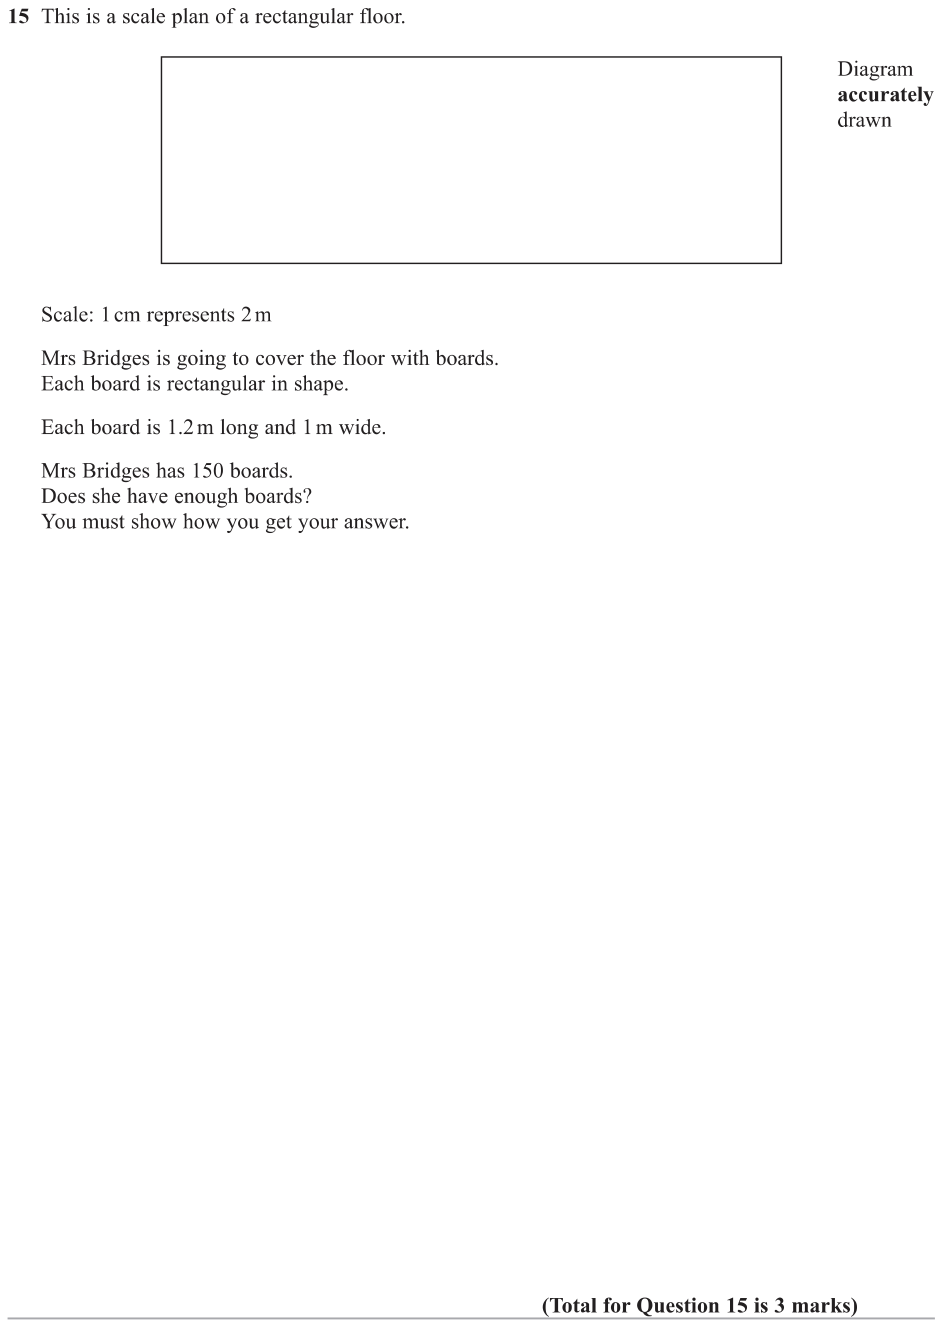 15 This is a scale plan of a rectangular floor.
Diagram
accurately
drawn
Scale: 1 cm represents 2 m
Mrs Bridges is going to cover the floor with boards.
Each board is rectangular in shape.
Each board is 1.2 m long and 1 m wide.
Mrs Bridges has 150 boards.
Does she have enough boards?
You must show how you get your answer.
(Total for Question 15 is 3 marks)